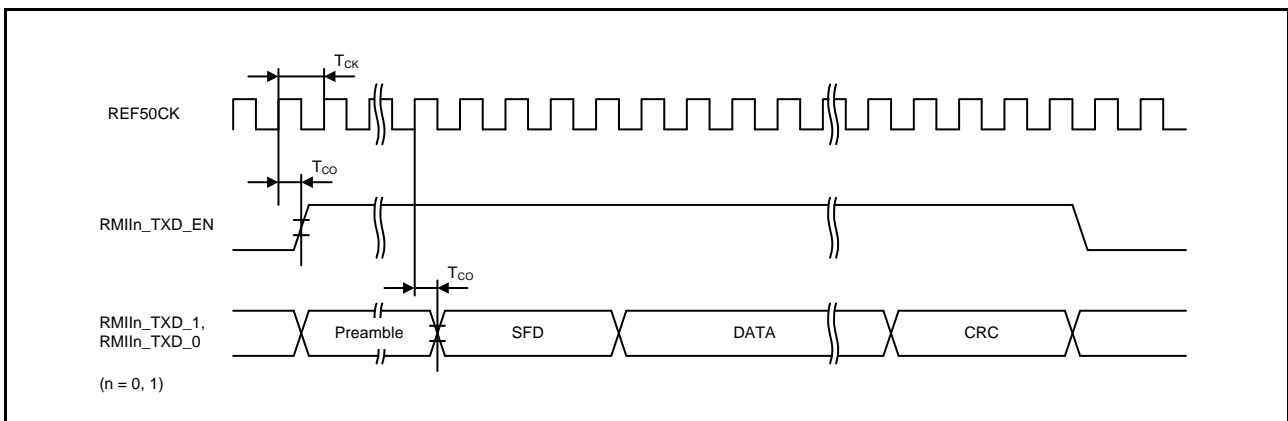 TCK
REF50CK
TCO
RMIIn_TXD_EN
TCO
RMIIn_TXD_1,
RMIIn_TXD_0
Preamble
SFD
DATA
CRC
(n = 0, 1)